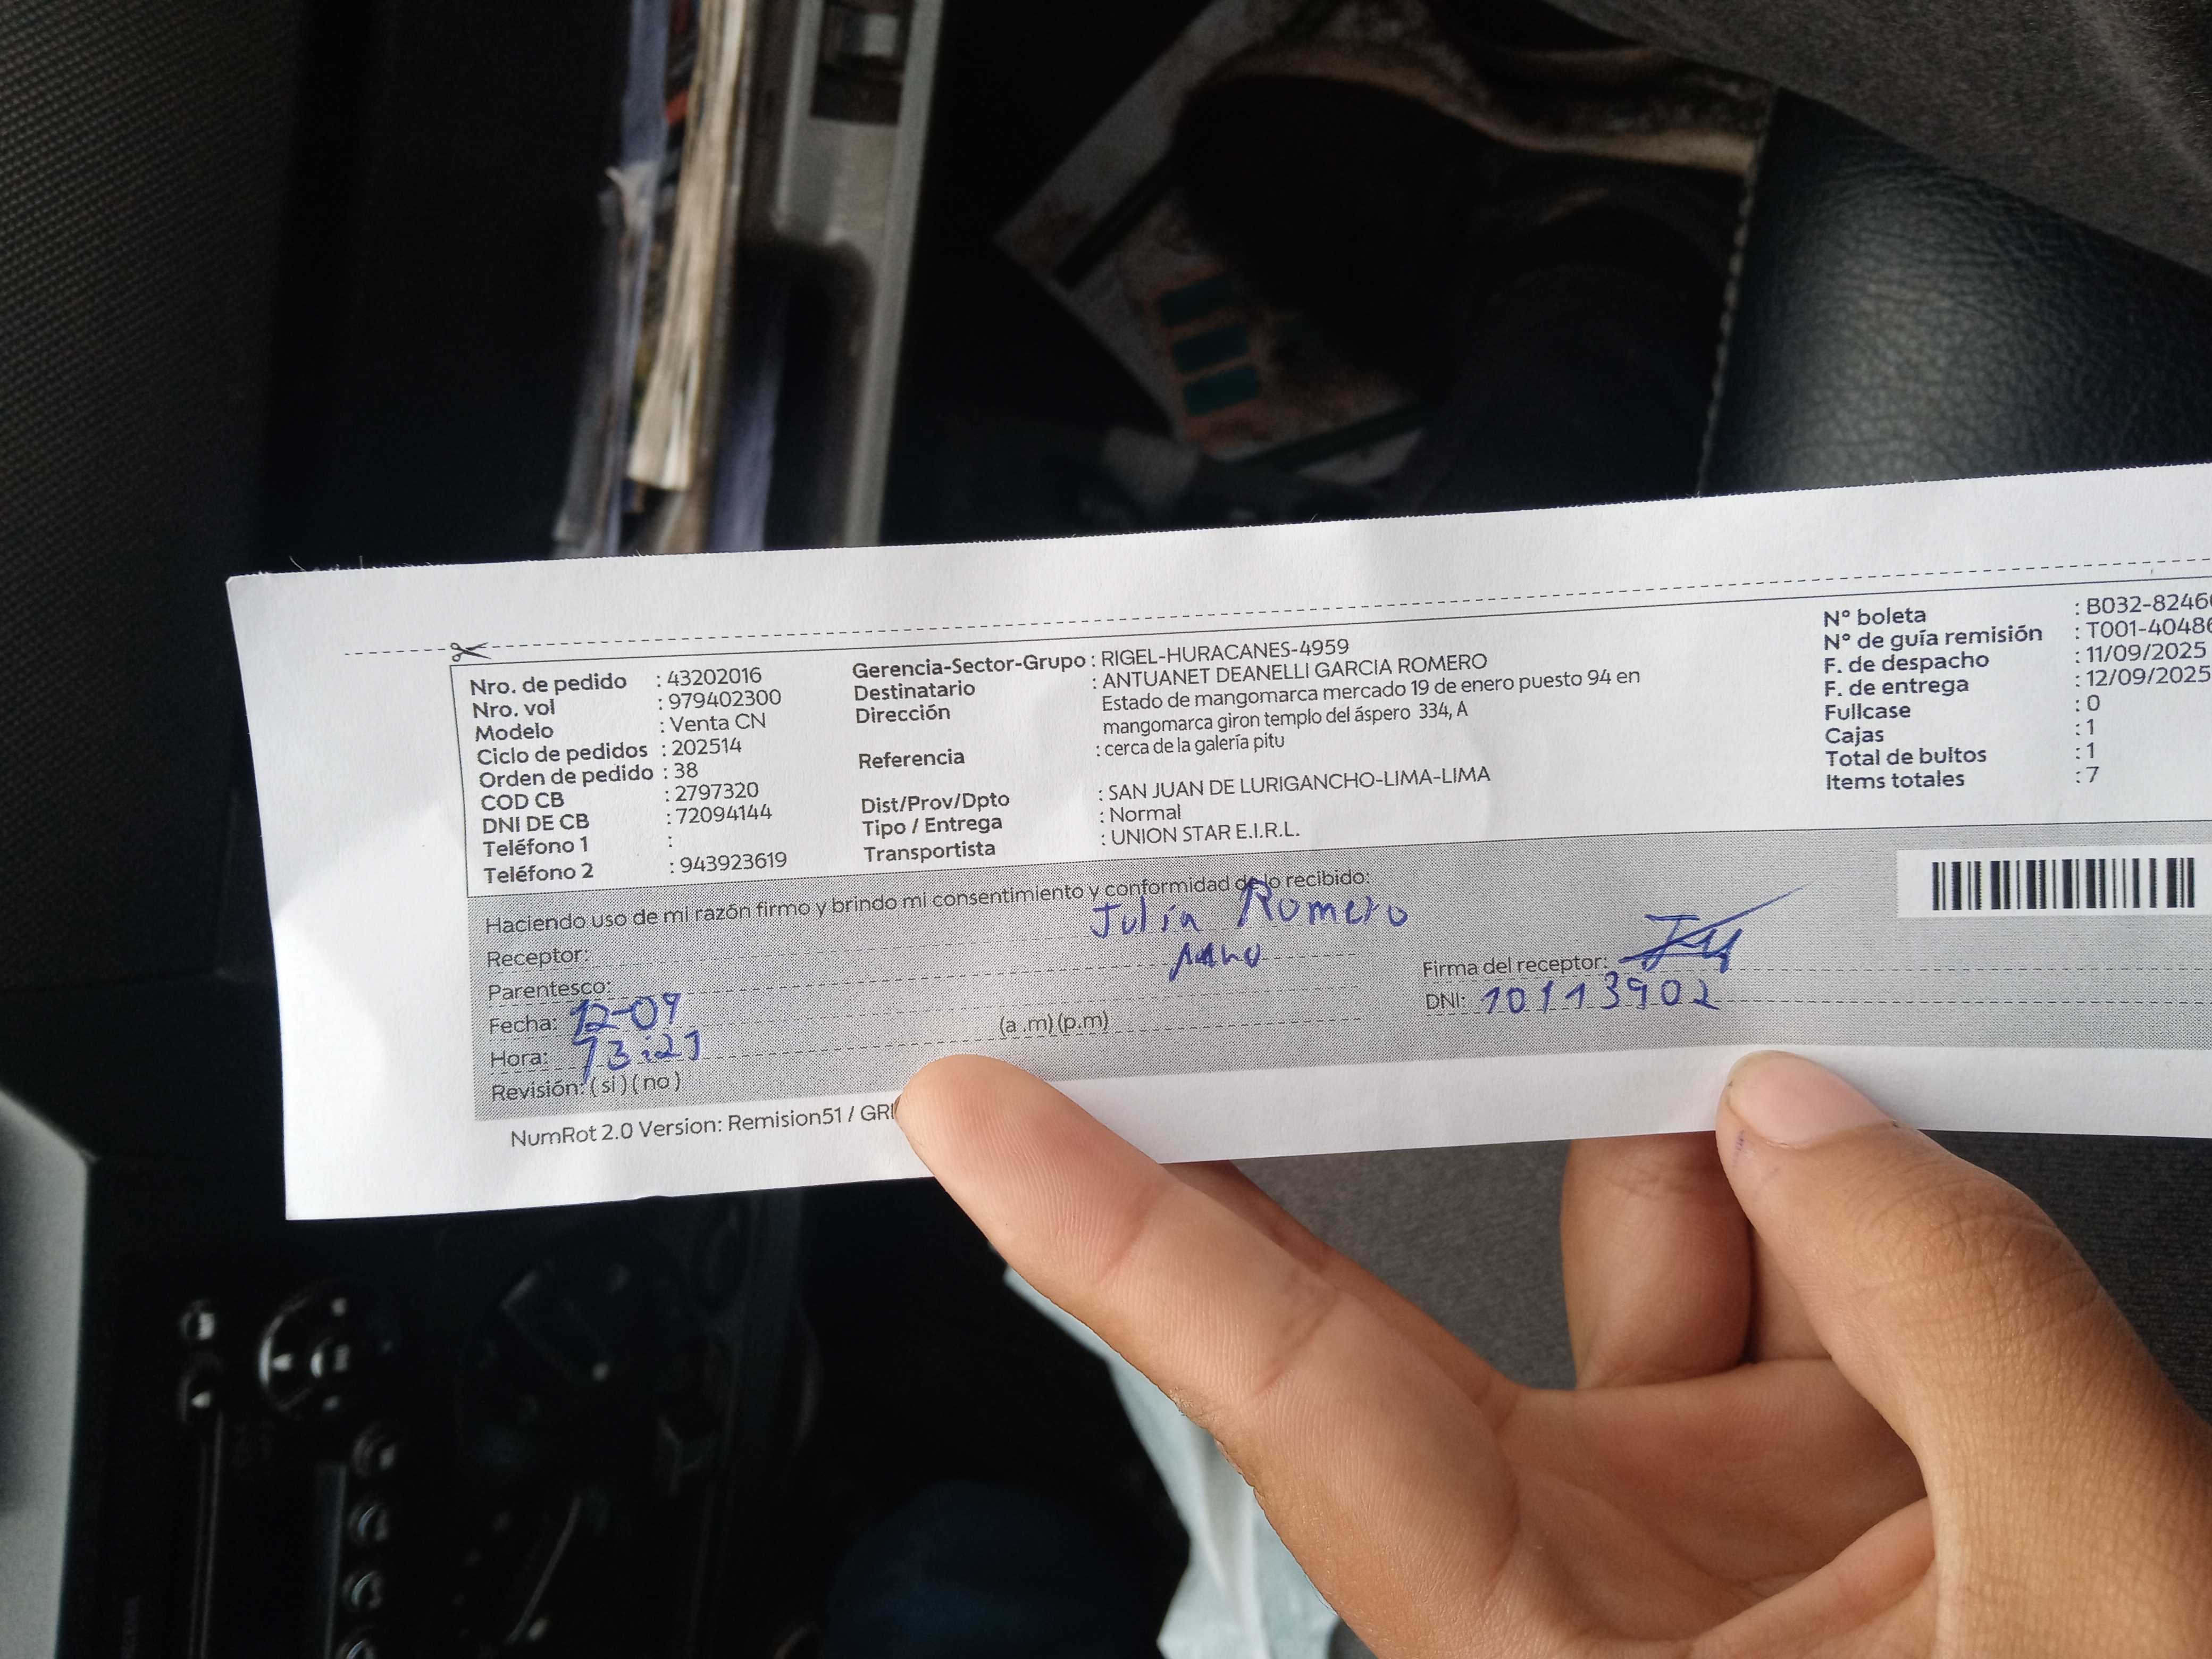 Nro. de pedido : 43202016
Nro. vol : 979402300
Modelo : Venta CN
Ciclo de pedidos : 202514
Orden de pedido : 38
COD CB : 2797320
DNI DE CB : 72094144
Teléfono 1 :
Teléfono 2 : 943923619
Gerencia-Sector-Grupo : RIGEL-HURACANES-4959
Destinatario : ANTUANET DEANELLI GARCIA ROMERO
Dirección Estado de mangomarca mercado 19 de enero puesto 94 en
mangomarca giron templo del áspero 334, A
Referencia : cerca de la galería pitu
Dist/Prov/Dpto : SAN JUAN DE LURIGANCHO-LIMA-LIMA
Tipo / Entrega : Normal
Transportista : UNION STAR E.I.R.L.
N° boleta : B032-8246
N° de guía remisión : T001-4048
F. de despacho : 11/09/2025
F. de entrega : 12/09/2025
Fullcase : 0
Cajas : 1
Total de bultos : 1
Items totales : 7
Haciendo uso de mi razón firmo y brindo mi consentimiento y conformidad de lo recibido:
Receptor: Julia Romero
Parentesco:
Fecha: 12-09
Hora: 13:21 (a .m) (p.m)
Revisión: ( si ) ( no )
Firma del receptor:
DNI: 10113902
NumRot 2.0 Version: Remision51 / GR